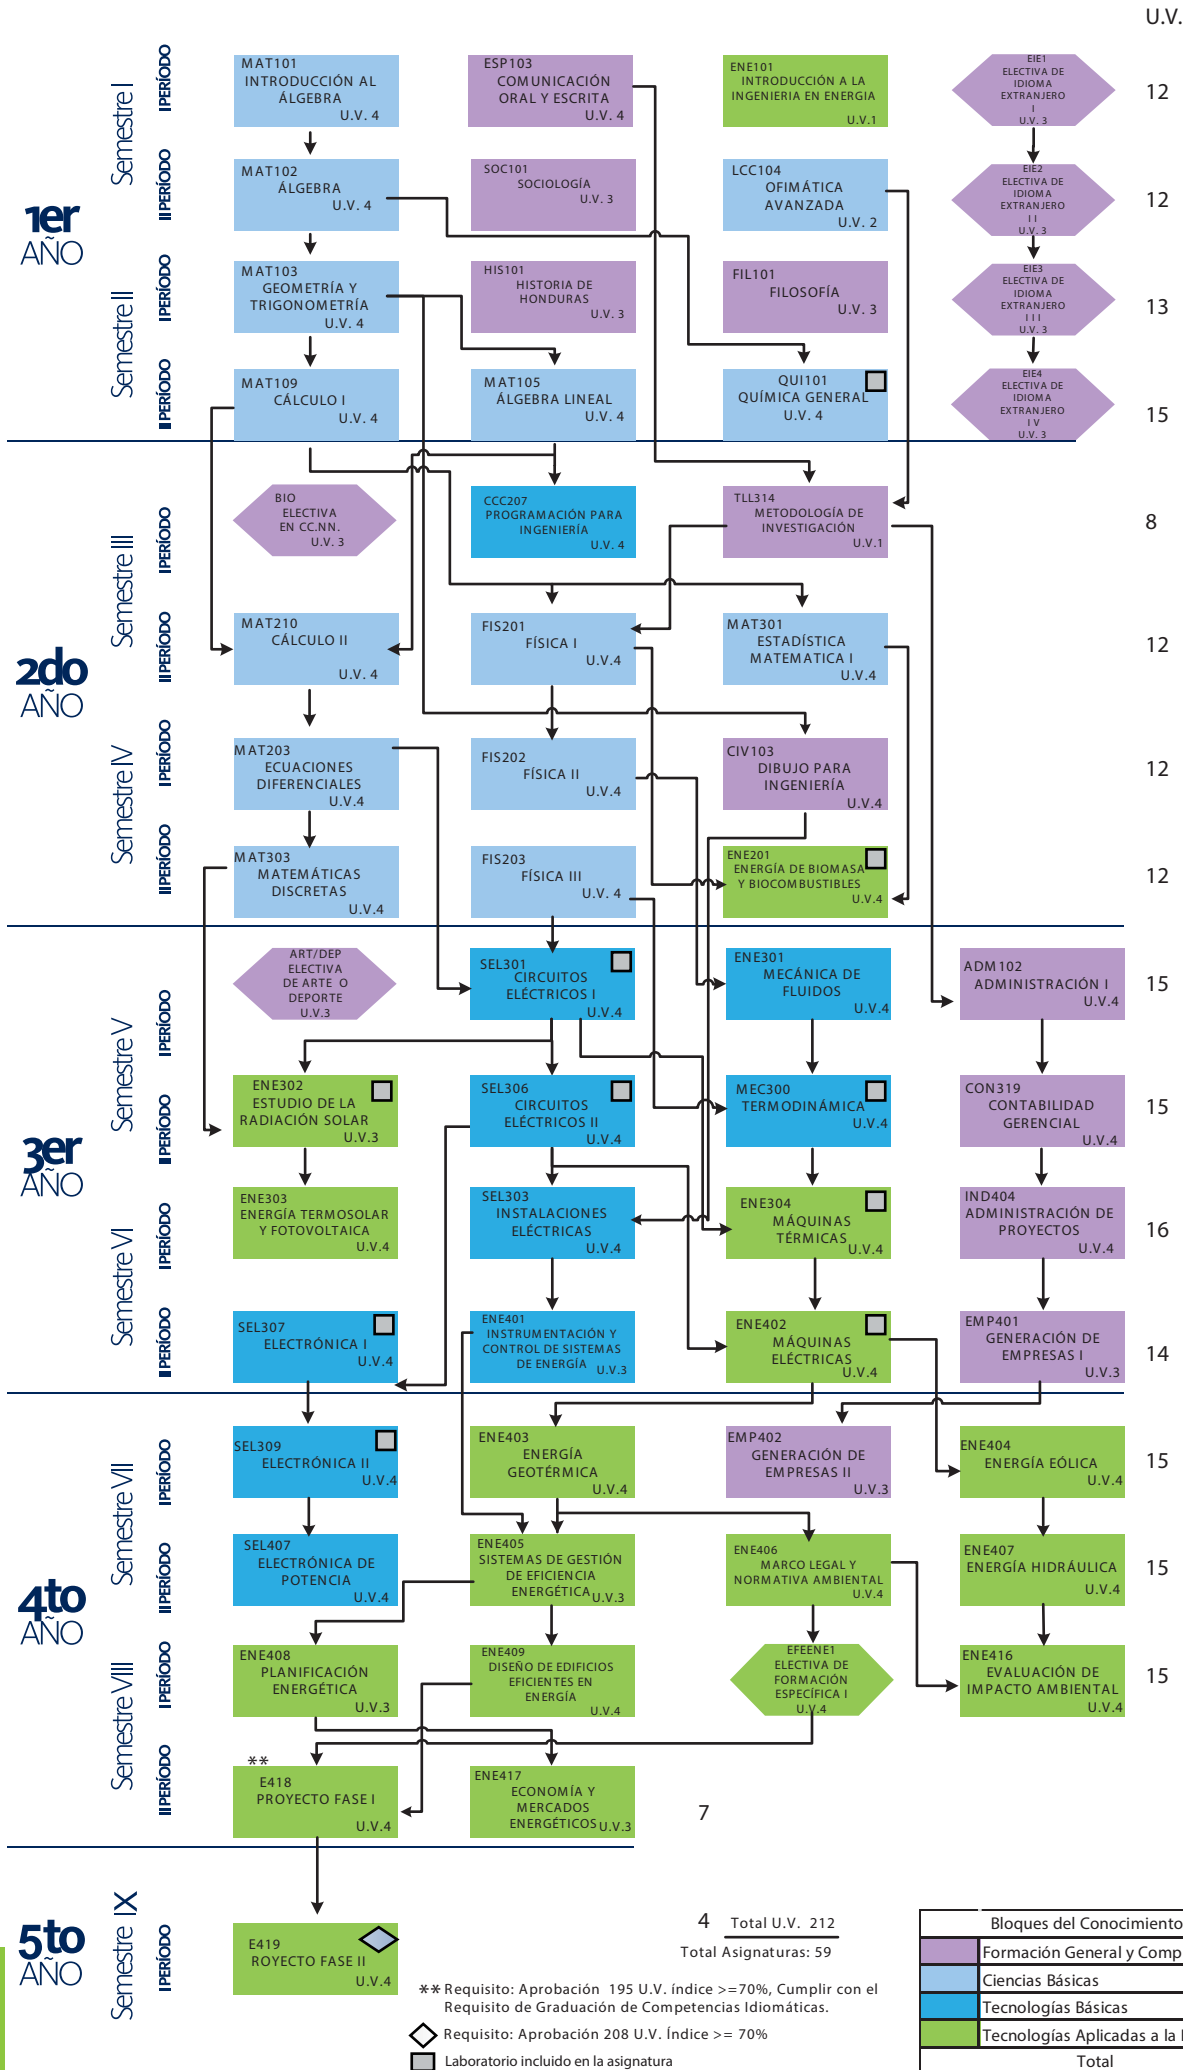 U.V.
1er
AÑO
Semestre I
I PERÍODO
MAT101
INTRODUCCIÓN AL
ÁLGEBRA
U.V. 4
ESP103
COMUNICACIÓN
ORAL Y ESCRITA
U.V. 4
ENE101
INTRODUCCIÓN A LA
INGENIERIA EN ENERGIA
U.V.1
EIE1
ELECTIVA DE
IDIOMA
EXTRANJERO
I
U.V. 3
12
II PERÍODO
MAT102
ÁLGEBRA
U.V. 4
SOC101
SOCIOLOGÍA
U.V. 3
LCC104
OFIMÁTICA
AVANZADA
U.V. 2
EIE2
ELECTIVA DE
IDIOMA
EXTRANJERO
I I
U.V. 3
12
Semestre II
I PERÍODO
MAT103
GEOMETRÍA Y
TRIGONOMETRÍA
U.V. 4
HIS101
HISTORIA DE
HONDURAS
U.V. 3
FIL101
FILOSOFÍA
U.V. 3
EIE3
ELECTIVA DE
IDIOMA
EXTRANJERO
I I I
U.V. 3
13
II PERÍODO
MAT109
CÁLCULO I
U.V. 4
MAT105
ÁLGEBRA LINEAL
U.V. 4
QUI101
QUÍMICA GENERAL
U.V. 4
EIE4
ELECTIVA DE
IDIOMA
EXTRANJERO
I V
U.V. 3
15
2do
AÑO
Semestre III
I PERÍODO
BIO
ELECTIVA
EN CC.NN.
U.V. 3
CCC207
PROGRAMACIÓN PARA
INGENIERÍA
U.V. 4
TLL314
METODOLOGÍA DE
INVESTIGACIÓN
U.V.1
8
II PERÍODO
MAT210
CÁLCULO II
U.V. 4
FIS201
FÍSICA I
U.V.4
MAT301
ESTADÍSTICA
MATEMATICA I
U.V.4
12
Semestre IV
I PERÍODO
MAT203
ECUACIONES
DIFERENCIALES
U.V.4
FIS202
FÍSICA II
U.V.4
CIV103
DIBUJO PARA
INGENIERÍA
U.V.4
12
II PERÍODO
MAT303
MATEMÁTICAS
DISCRETAS
U.V.4
FIS203
FÍSICA III
U.V. 4
ENE201
ENERGÍA DE BIOMASA
Y BIOCOMBUSTIBLES
U.V.4
12
3er
AÑO
Semestre V
I PERÍODO
ART/DEP
ELECTIVA
DE ARTE O
DEPORTE
U.V.3
SEL301
CIRCUITOS
ELÉCTRICOS I
U.V.4
ENE301
MECÁNICA DE
FLUIDOS
U.V.4
ADM102
ADMINISTRACIÓN I
U.V.4
15
II PERÍODO
ENE302
ESTUDIO DE LA
RADIACIÓN SOLAR
U.V.3
SEL306
CIRCUITOS
ELÉCTRICOS II
U.V.4
MEC300
TERMODINÁMICA
U.V.4
CON319
CONTABILIDAD
GERENCIAL
U.V.4
15
Semestre VI
I PERÍODO
ENE303
ENERGÍA TERMOSOLAR
Y FOTOVOLTAICA
U.V.4
SEL303
INSTALACIONES
ELÉCTRICAS
U.V.4
ENE304
MÁQUINAS
TÉRMICAS
U.V.4
IND404
ADMINISTRACIÓN DE
PROYECTOS
U.V.4
16
II PERÍODO
SEL307
ELECTRÓNICA I
U.V.4
ENE401
INSTRUMENTACIÓN Y
CONTROL DE SISTEMAS
DE ENERGÍA
U.V.3
ENE402
MÁQUINAS
ELÉCTRICAS
U.V.4
EMP401
GENERACIÓN DE
EMPRESAS I
U.V.3
14
4to
AÑO
Semestre VII
I PERÍODO
SEL309
ELECTRÓNICA II
U.V.4
ENE403
ENERGÍA
GEOTÉRMICA
U.V.4
EMP402
GENERACIÓN DE
EMPRESAS II
U.V.3
ENE404
ENERGÍA EÓLICA
U.V.4
15
II PERÍODO
SEL407
ELECTRÓNICA DE
POTENCIA
U.V.4
ENE405
SISTEMAS DE GESTIÓN
DE EFICIENCIA
ENERGÉTICA
U.V.3
ENE406
MARCO LEGAL Y
NORMATIVA AMBIENTAL
U.V.4
ENE407
ENERGÍA HIDRÁULICA
U.V.4
15
Semestre VIII
I PERÍODO
ENE408
PLANIFICACIÓN
ENERGÉTICA
U.V.3
ENE409
DISEÑO DE EDIFICIOS
EFICIENTES EN
ENERGÍA
U.V.4
EFEENE1
ELECTIVA DE
FORMACIÓN
ESPECÍFICA I
U.V.4
ENE416
EVALUACIÓN DE
IMPACTO AMBIENTAL
U.V.4
15
II PERÍODO
**
E418
PROYECTO FASE I
U.V.4
ENE417
ECONOMÍA Y
MERCADOS
ENERGÉTICOS
U.V.3
7
5to
AÑO
Semestre IX
I PERÍODO
E419
ROYECTO FASE II
U.V.4
4
Total U.V. 212
Total Asignaturas: 59
** Requisito: Aprobación 195 U.V. índice >=70%, Cumplir con el
Requisito de Graduación de Competencias Idiomáticas.
Requisito: Aprobación 208 U.V. Índice >= 70%
Laboratorio incluido en la asignatura
Bloques del Conocimiento
Formación General y Comp
Ciencias Básicas
Tecnologías Básicas
Tecnologías Aplicadas a la
Total